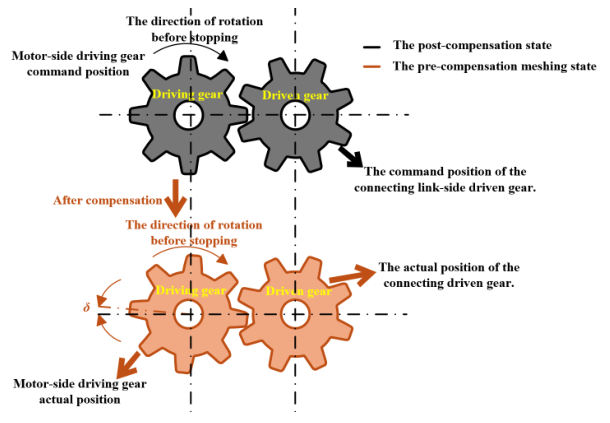 The direction of rotation
before stopping
Motor-side driving gear
command position
The post-compensation state
The pre-compensation meshing state
Driving gear
Driven gear
The command position of the
connecting link-side driven gear.
After compensation
The direction of rotation
before stopping
The actual position of the
connecting driven gear.
Driving gear
Driven gear
δ
Motor-side driving gear
actual position